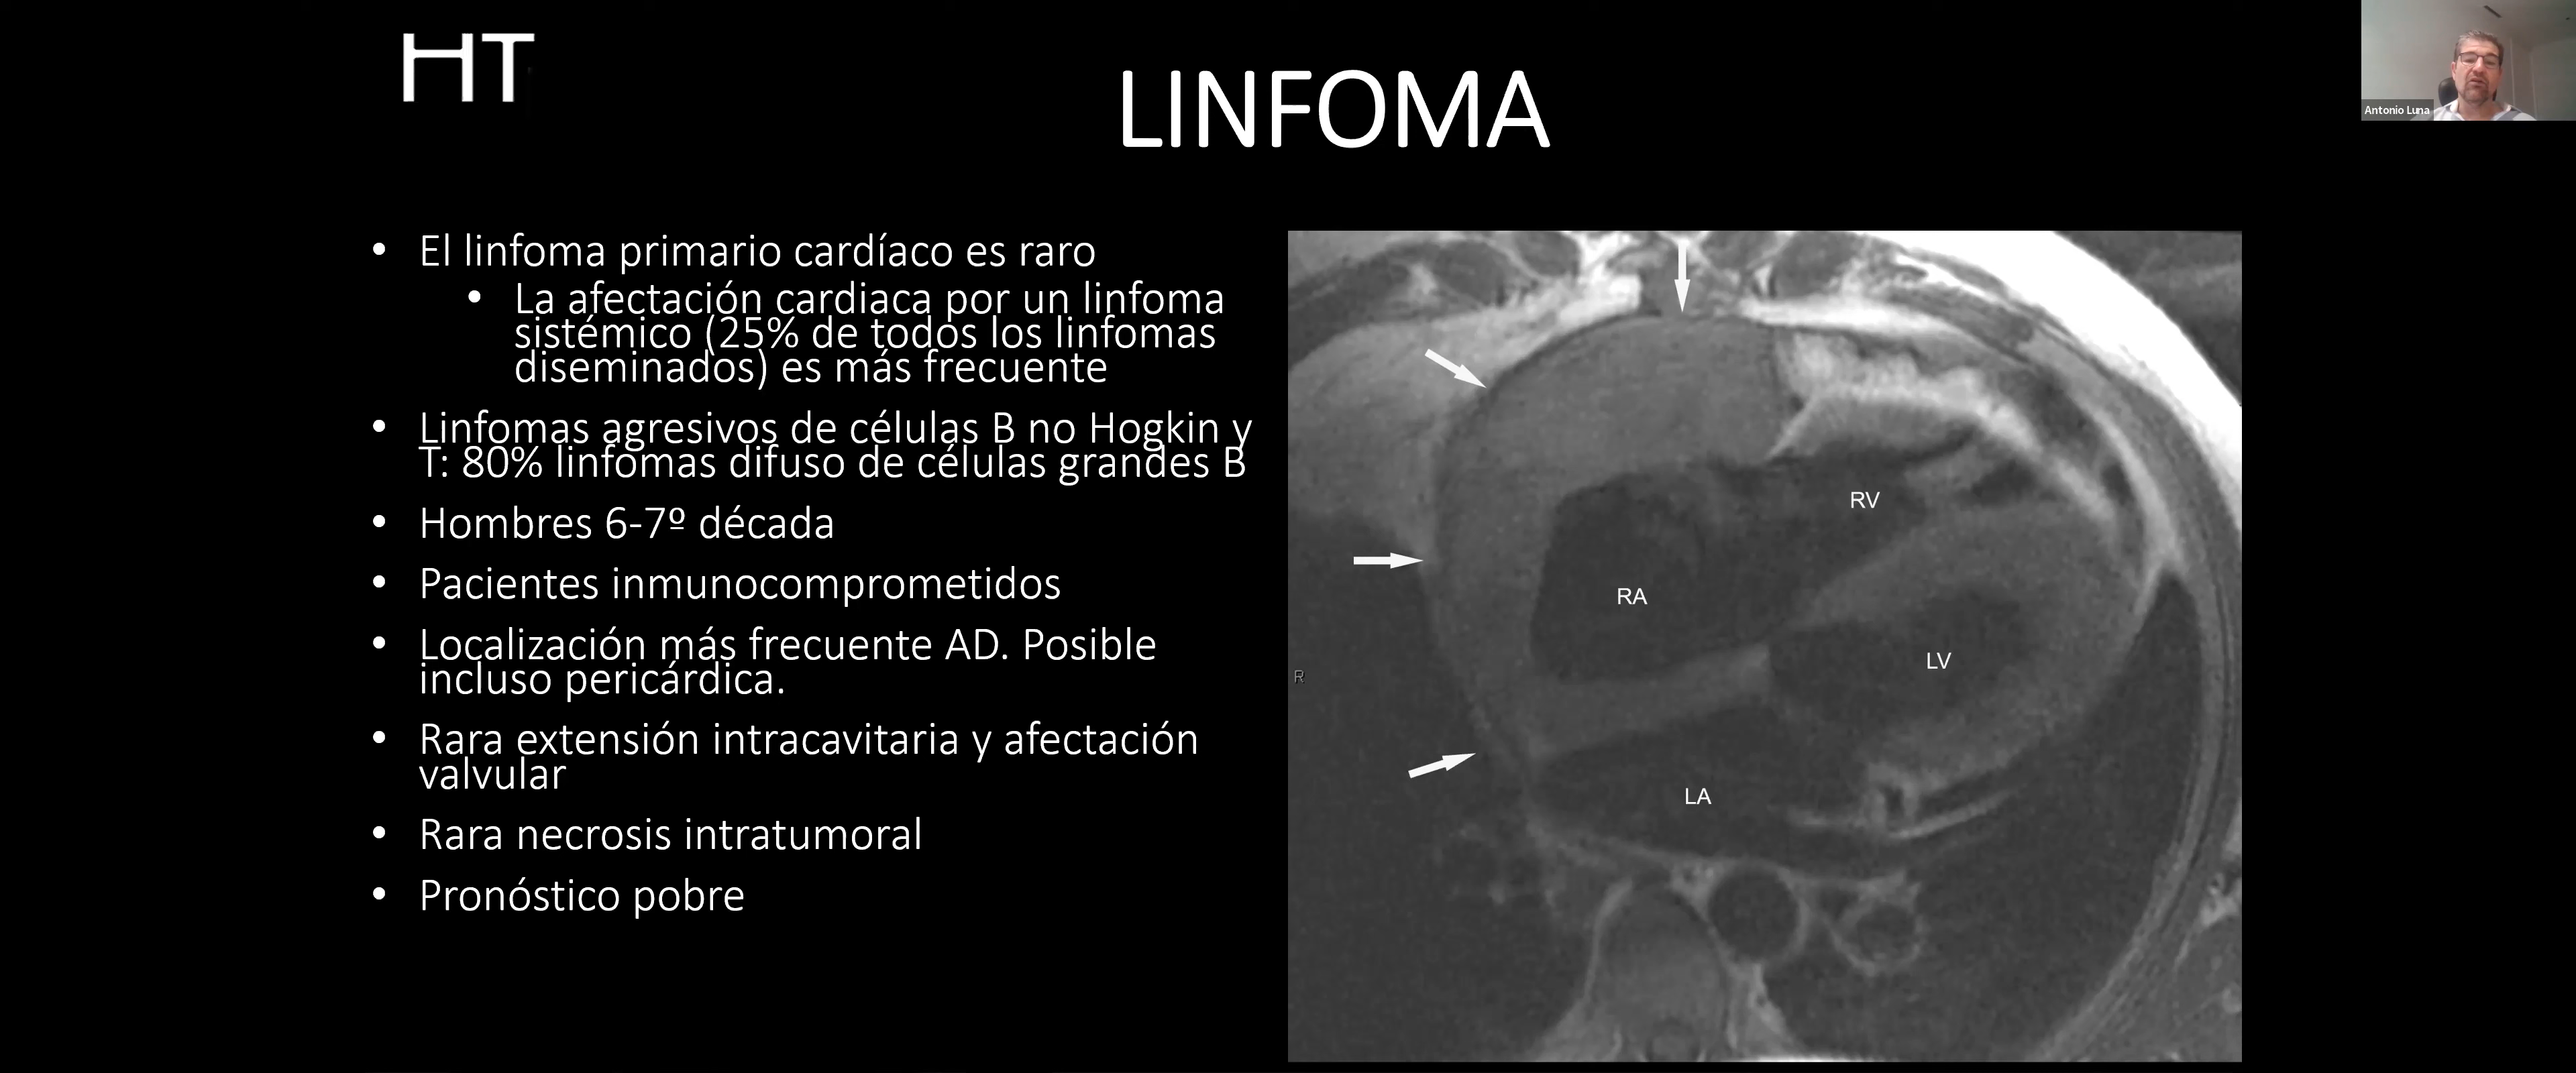 HT
LINFOMA
Antonio Luna
• El linfoma primario cardíaco es raro
• La afectación cardiaca por un linfoma
sistémico (25% de todos los linfomas
diseminados) es más frecuente
• Linfomas agresivos de células B no Hogkin y
T: 80% linfomas difuso de células grandes B
• Hombres 6-7º década
• Pacientes inmunocomprometidos
• Localización más frecuente AD. Posible
incluso pericárdica.
• Rara extensión intracavitaria y afectación
valvular
• Rara necrosis intratumoral
• Pronóstico pobre
RV
RA
LV
R
LA